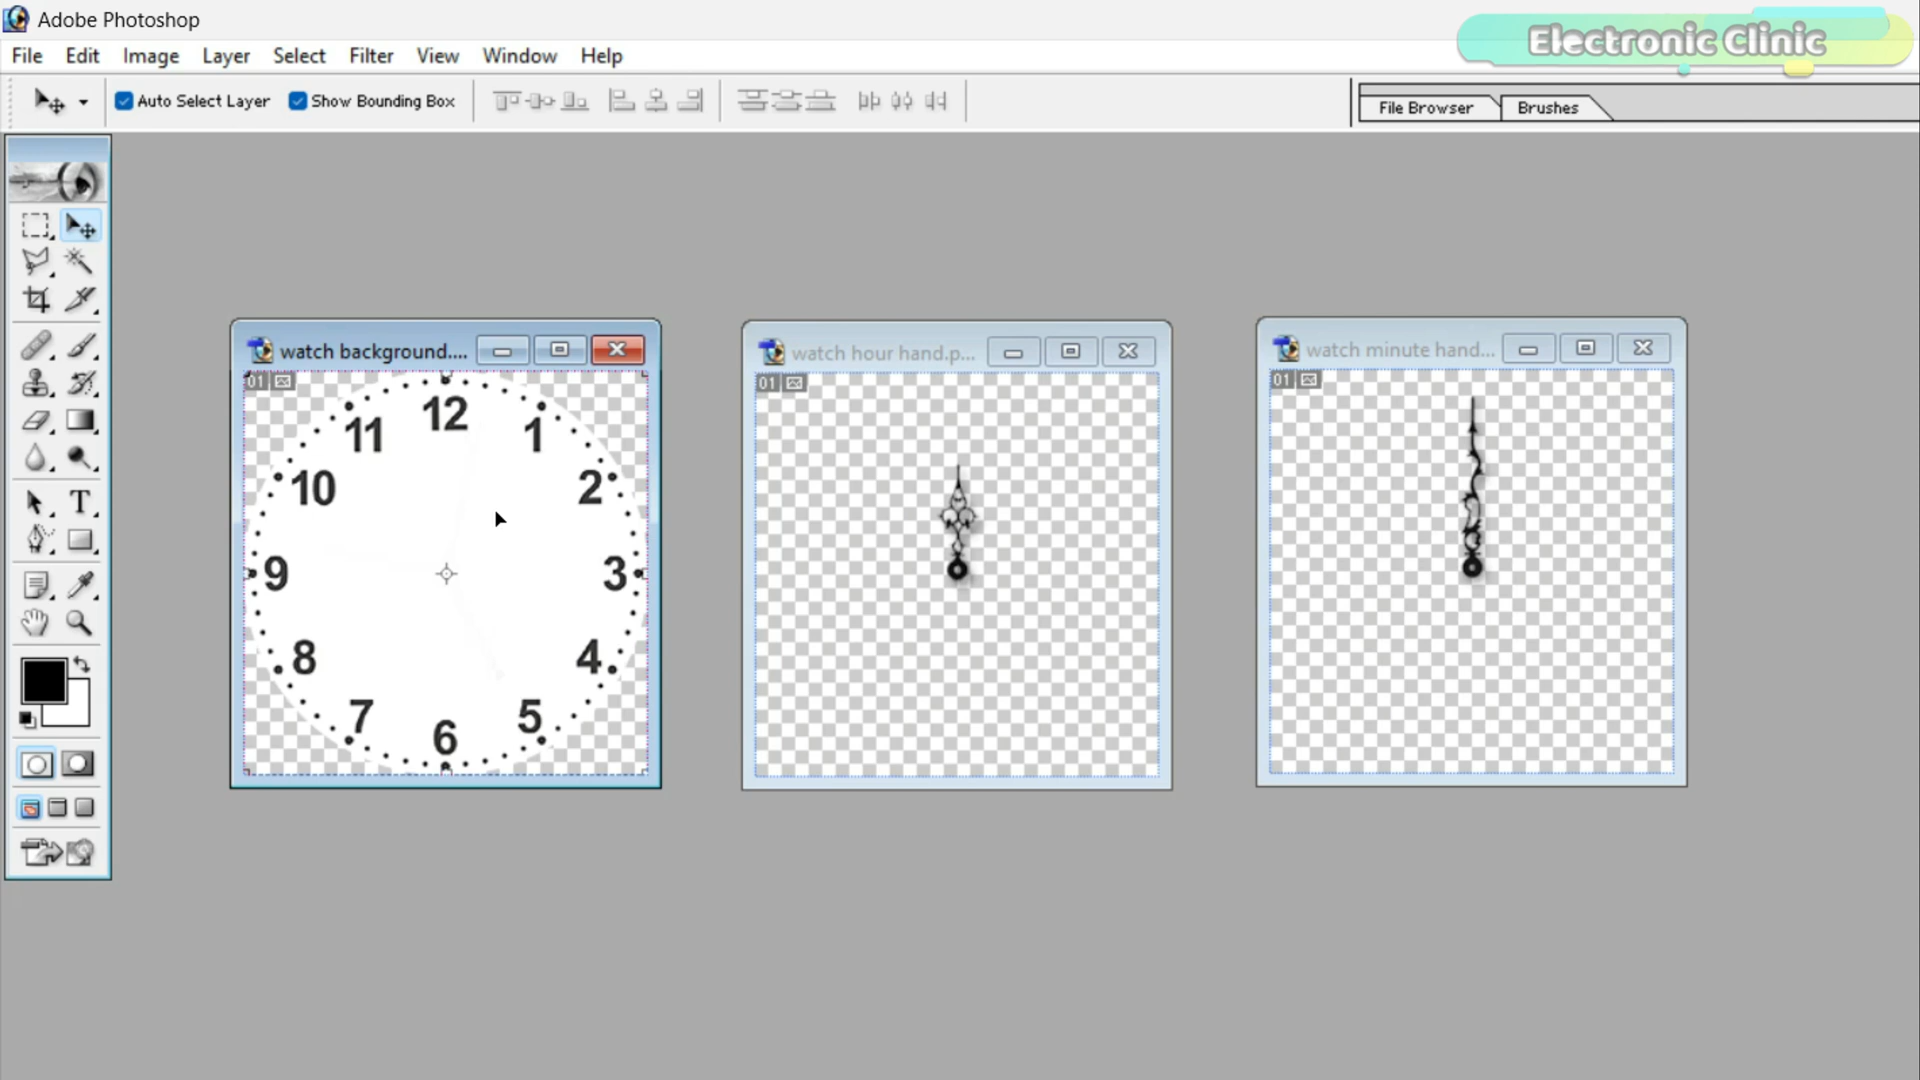 Adobe Photoshop
Electronic Clinic
File Edit Image Layer Select Filter View Window Help
Auto Select Layer Show Bounding Box
File Browser Brushes
watch background....
01
12
11 1
10 2
9 3
8 4
7 5
6
watch hour hand.p...
01
watch minute hand...
01
T